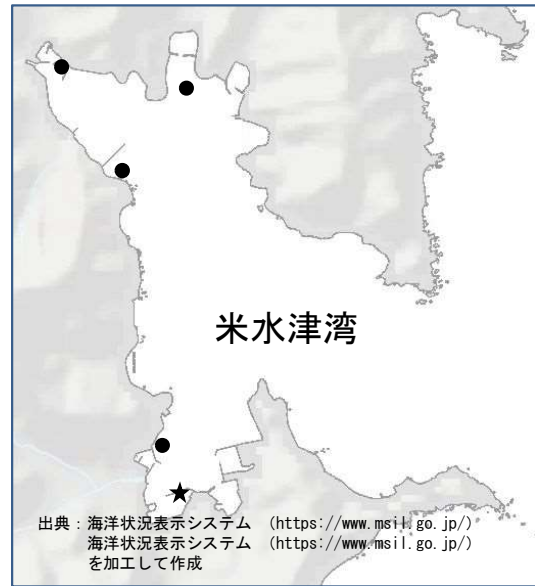 米水津湾
出典：海洋状況表示システム （https://www.msil.go.jp/）
海洋状況表示システム （https://www.msil.go.jp/）
を加工して作成